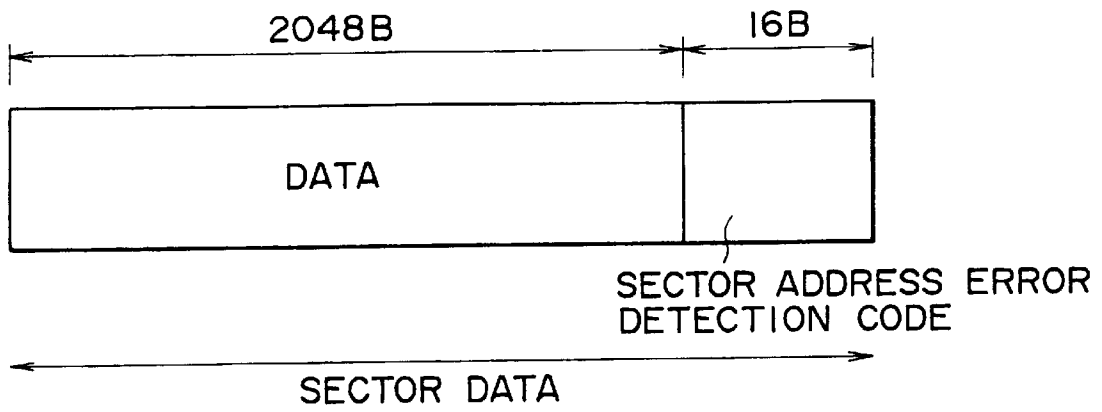 2048B
16B
DATA
SECTOR ADDRESS ERROR
DETECTION CODE
SECTOR DATA